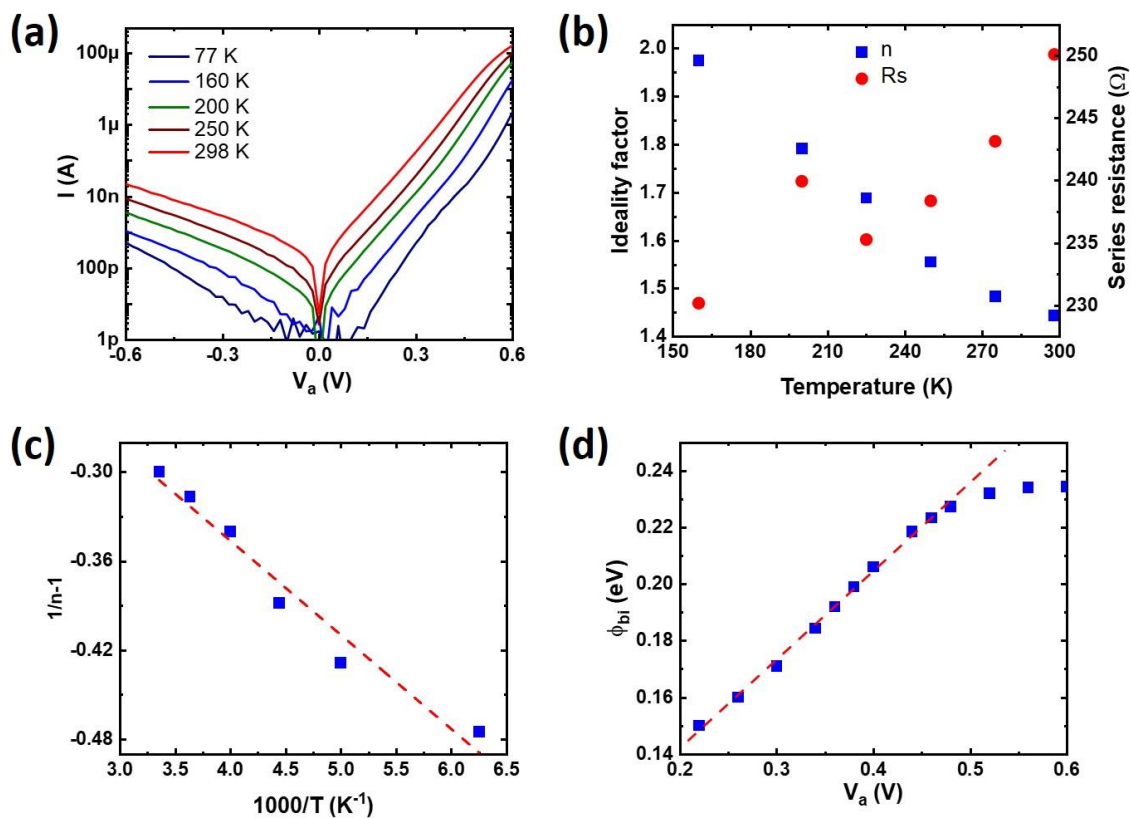 (a)
I (A)
100μ
1μ
10n
100p
1p
77 K
160 K
200 K
250 K
298 K
-0.6 -0.3 0.0 0.3 0.6
Va (V)
(b)
Ideality factor
2.0
1.9
1.8
1.7
1.6
1.5
1.4
n
Rs
250
245
240
235
230
Series resistance (Ω)
150 180 210 240 270 300
Temperature (K)
(c)
1/n-1
-0.30
-0.36
-0.42
-0.48
3.0 3.5 4.0 4.5 5.0 5.5 6.0 6.5
1000/T (K-1)
(d)
ϕbi (eV)
0.24
0.22
0.20
0.18
0.16
0.14
0.2 0.3 0.4 0.5 0.6
Va (V)